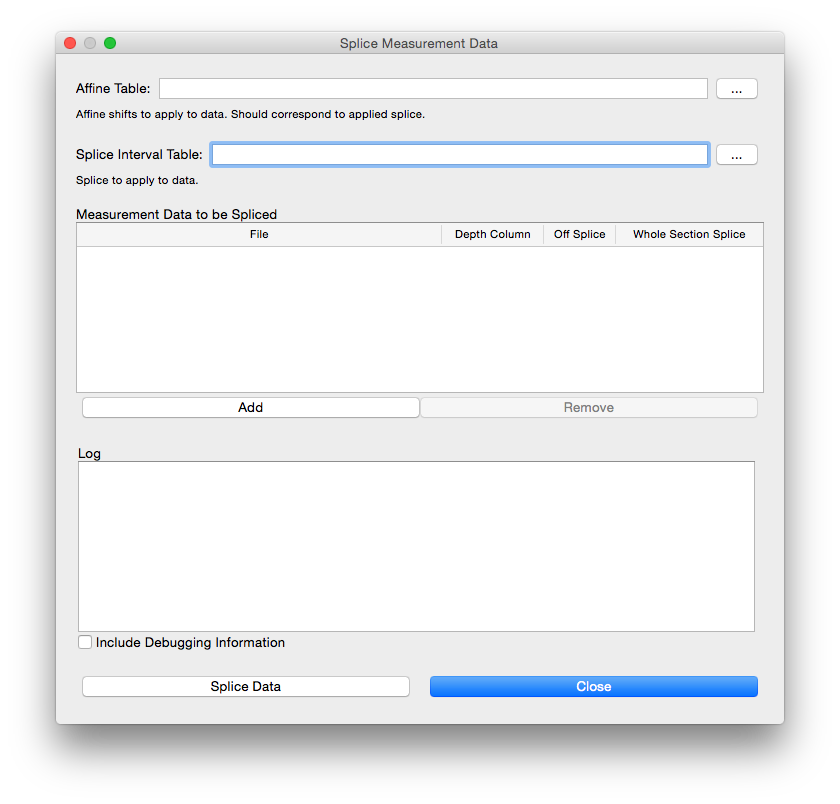 Splice Measurement Data
Affine Table:
...
Affine shifts to apply to data. Should correspond to applied splice.
Splice Interval Table:
...
Splice to apply to data.
Measurement Data to be Spliced
File Depth Column Off Splice Whole Section Splice
Add Remove
Log
Include Debugging Information
Splice Data Close